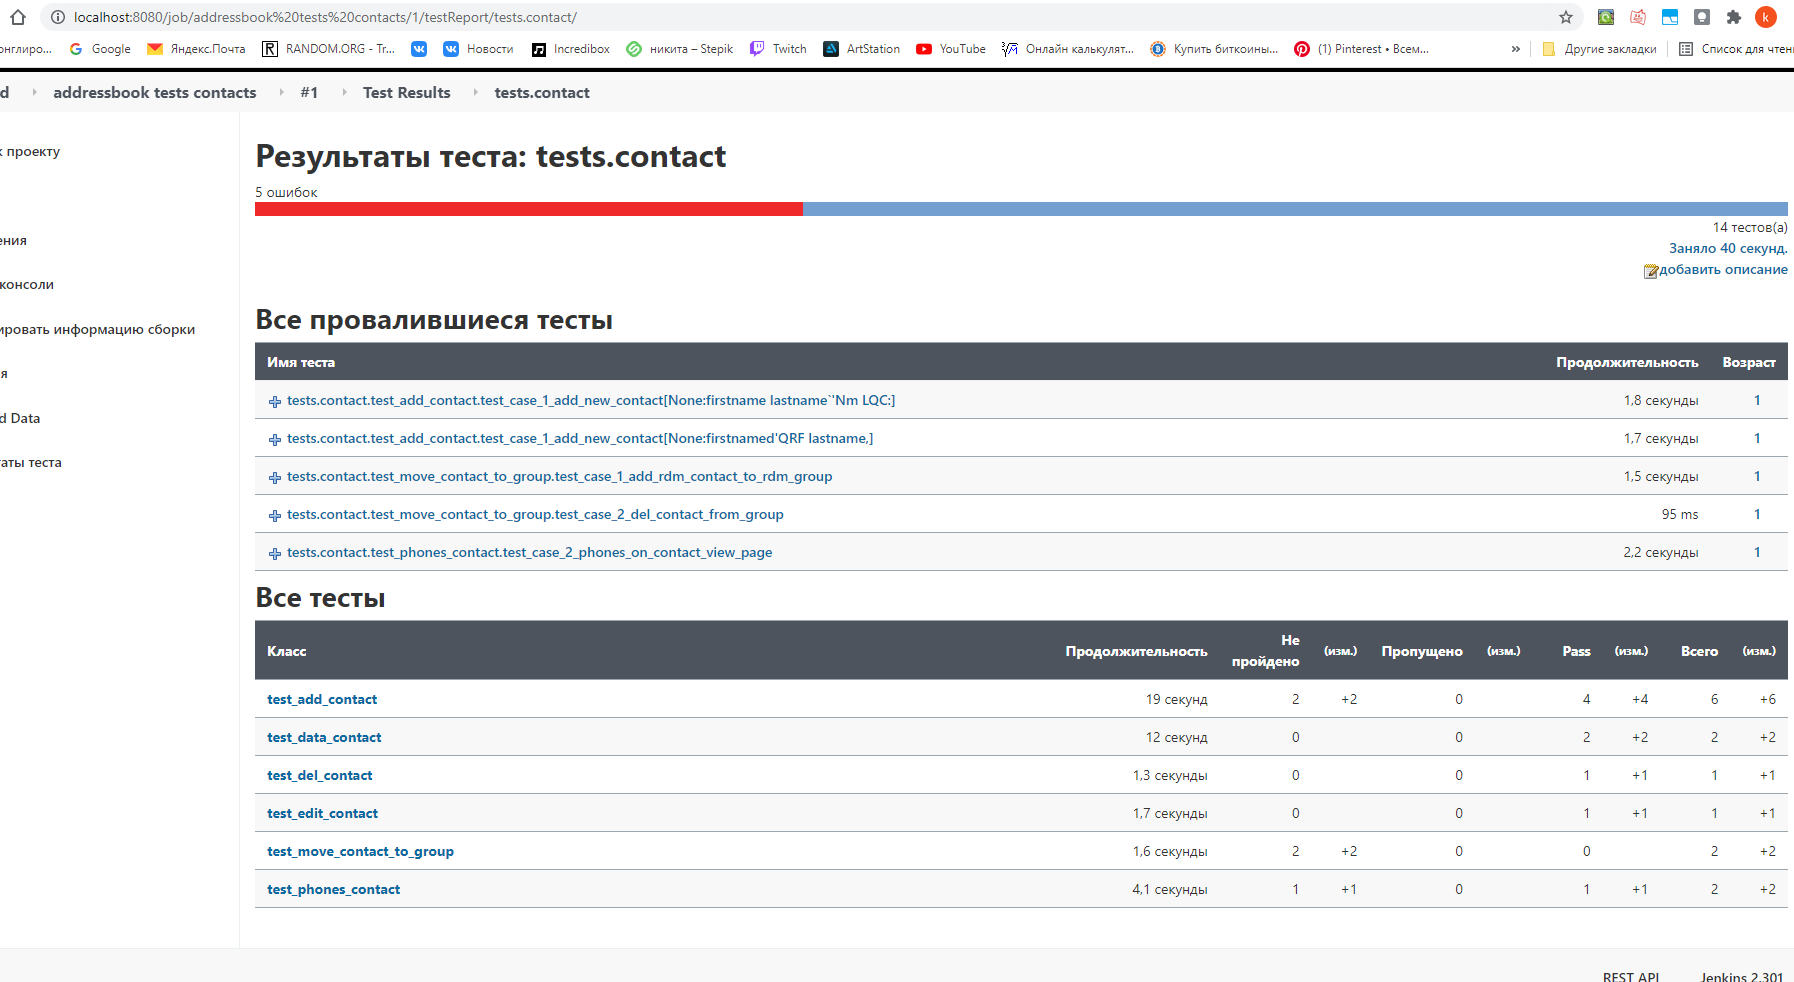 localhost:8080/job/addressbook%20tests%20contacts/1/testReport/tests.contact/
k
онглиро... Google Яндекс.Почта RANDOM.ORG - Tr... Новости Incredibox никита – Stepik Twitch ArtStation YouTube Онлайн калькулят... Купить биткоины... (1) Pinterest • Всем... » Другие закладки Список для чтен
d addressbook tests contacts #1 Test Results tests.contact
к проекту
ения
консоли
ировать информацию сборки
я
d Data
аты теста
Результаты теста: tests.contact
5 ошибок
14 тестов(а)
Заняло 40 секунд.
добавить описание
Все провалившиеся тесты
Имя теста Продолжительность Возраст
tests.contact.test_add_contact.test_case_1_add_new_contact[None:firstname lastname`'Nm LQC:] 1,8 секунды 1
tests.contact.test_add_contact.test_case_1_add_new_contact[None:firstnamed'QRF lastname,] 1,7 секунды 1
tests.contact.test_move_contact_to_group.test_case_1_add_rdm_contact_to_rdm_group 1,5 секунды 1
tests.contact.test_move_contact_to_group.test_case_2_del_contact_from_group 95 ms 1
tests.contact.test_phones_contact.test_case_2_phones_on_contact_view_page 2,2 секунды 1
Все тесты
Класс Продолжительность Не пройдено (изм.) Пропущено (изм.) Pass (изм.) Всего (изм.)
test_add_contact 19 секунд 2 +2 0 4 +4 6 +6
test_data_contact 12 секунд 0 0 2 +2 2 +2
test_del_contact 1,3 секунды 0 0 1 +1 1 +1
test_edit_contact 1,7 секунды 0 0 1 +1 1 +1
test_move_contact_to_group 1,6 секунды 2 +2 0 0 2 +2
test_phones_contact 4,1 секунды 1 +1 0 1 +1 2 +2
REST API Jenkins 2.301